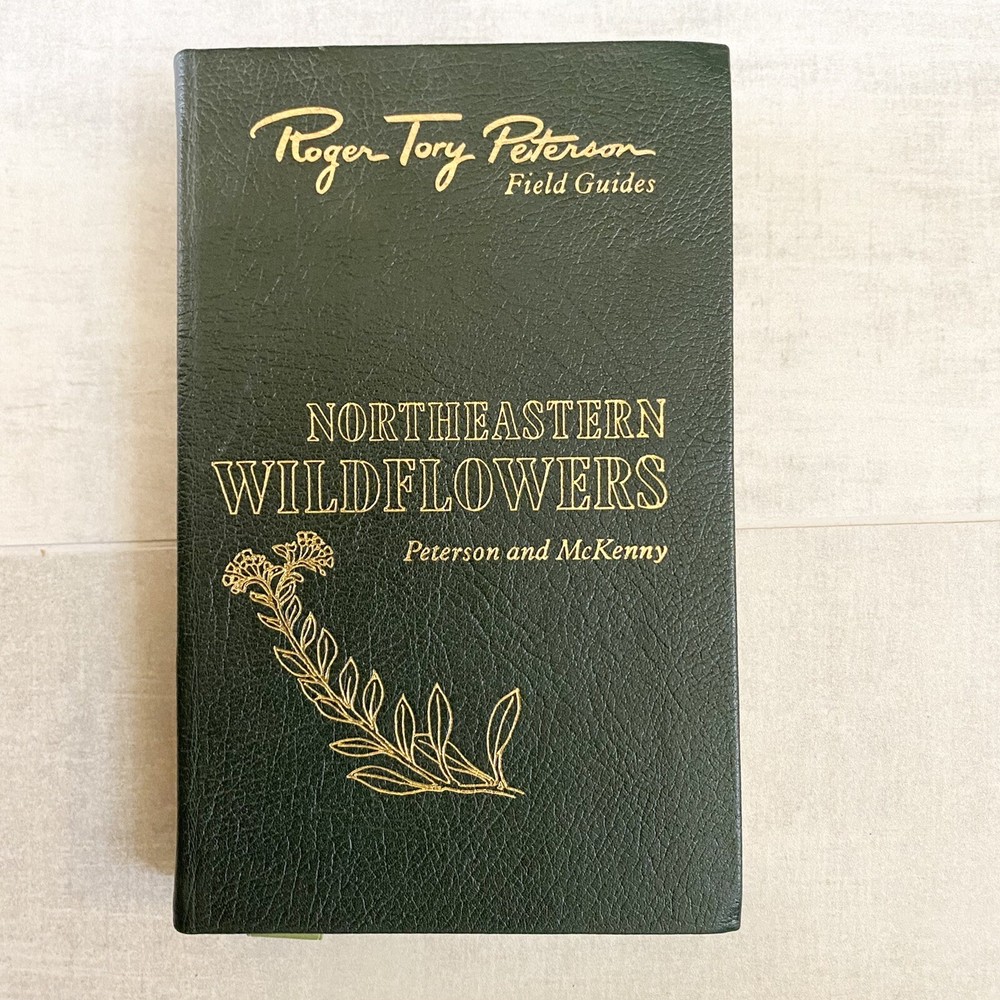 Roger Tory Peterson
Field Guides
NORTHEASTERN
WILDFLOWERS
Peterson and McKenny